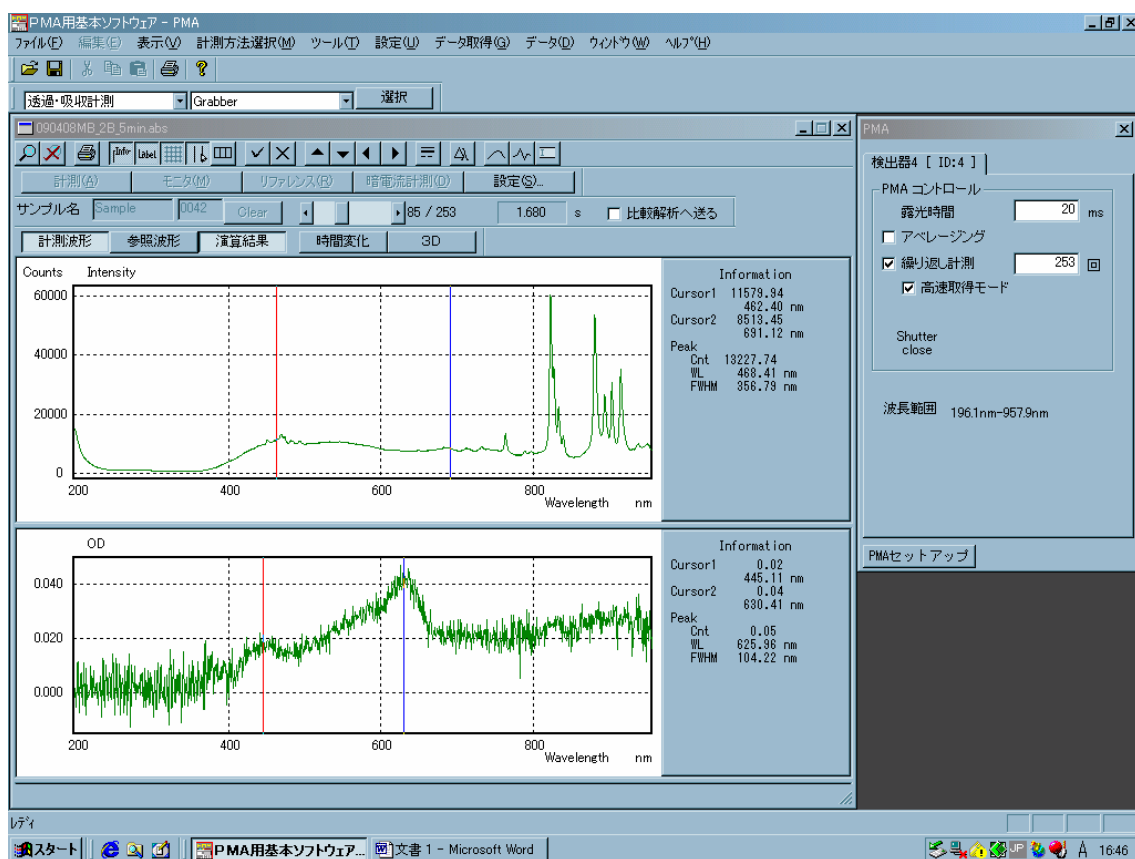 PMA用基本ソフトウェア - PMA
ファイル(F) 編集(E) 表示(V) 計測方法選択(M) ツール(T) 設定(U) データ取得(G) データ(D) ウィンドウ(W) ヘルプ(H)
透過・吸収計測 Grabber 選択
090408MB_2B_5min.abs
Infor Label
計測(A) モニタ(M) リファレンス(R) 暗電流計測(D) 設定(S)...
サンプル名 Sample 0042 Clear 85 / 253 1.680 s 比較解析へ送る
計測波形 参照波形 演算結果 時間変化 3D
Counts Intensity
60000
40000
20000
0
200 400 600 800
Wavelength nm
Information
Cursor1 11579.94
462.40 nm
Cursor2 8513.45
691.12 nm
Peak
Cnt 13227.74
WL 468.41 nm
FWHM 356.79 nm
OD
0.040
0.020
0.000
200 400 600 800
Wavelength nm
Information
Cursor1 0.02
445.11 nm
Cursor2 0.04
630.41 nm
Peak
Cnt 0.05
WL 625.96 nm
FWHM 104.22 nm
PMA
検出器4 [ ID:4 ]
PMA コントロール
露光時間 20 ms
アベレージング
繰り返し計測 253 回
高速取得モード
Shutter
close
波長範囲 196.1nm-957.9nm
PMAセットアップ
レディ
スタート PMA用基本ソフトウェア... 文書 1 - Microsoft Word JP A 16:46